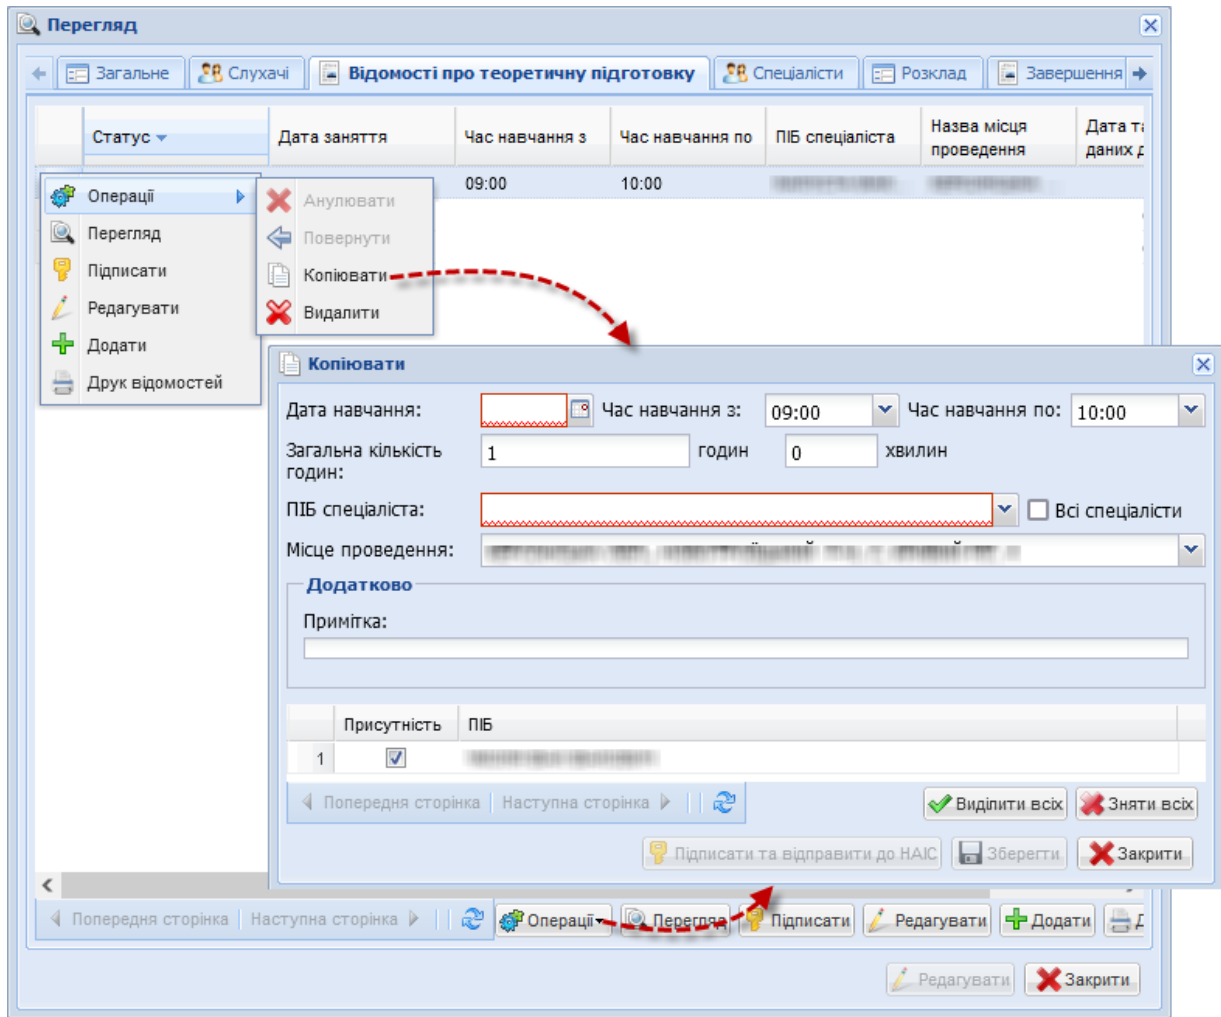 Перегляд
Загальне
Слухачі
Відомості про теоретичну підготовку
Спеціалісти
Розклад
Завершення
Статус
Дата заняття
Час навчання з
Час навчання по
ПІБ спеціаліста
Назва місця
проведення
Дата
даних
09:00
10:00
Операції
Перегляд
Підписати
Редагувати
Додати
Друк відомостей
Анулювати
Повернути
Копіювати
Видалити
Копіювати
Дата навчання:
Час навчання з: 09:00
Час навчання по: 10:00
Загальна кількість
годин:
1 годин 0 хвилин
ПІБ спеціаліста:
Всі спеціалісти
Місце проведення:
Додатково
Примітка:
Присутність ПІБ
1
Попередня сторінка Наступна сторінка
Виділити всіх Зняти всіх
Підписати та відправити до НАІС Зберегти Закрити
Попередня сторінка Наступна сторінка
Операції Перегляд Підписати Редагувати Додати
Редагувати Закрити